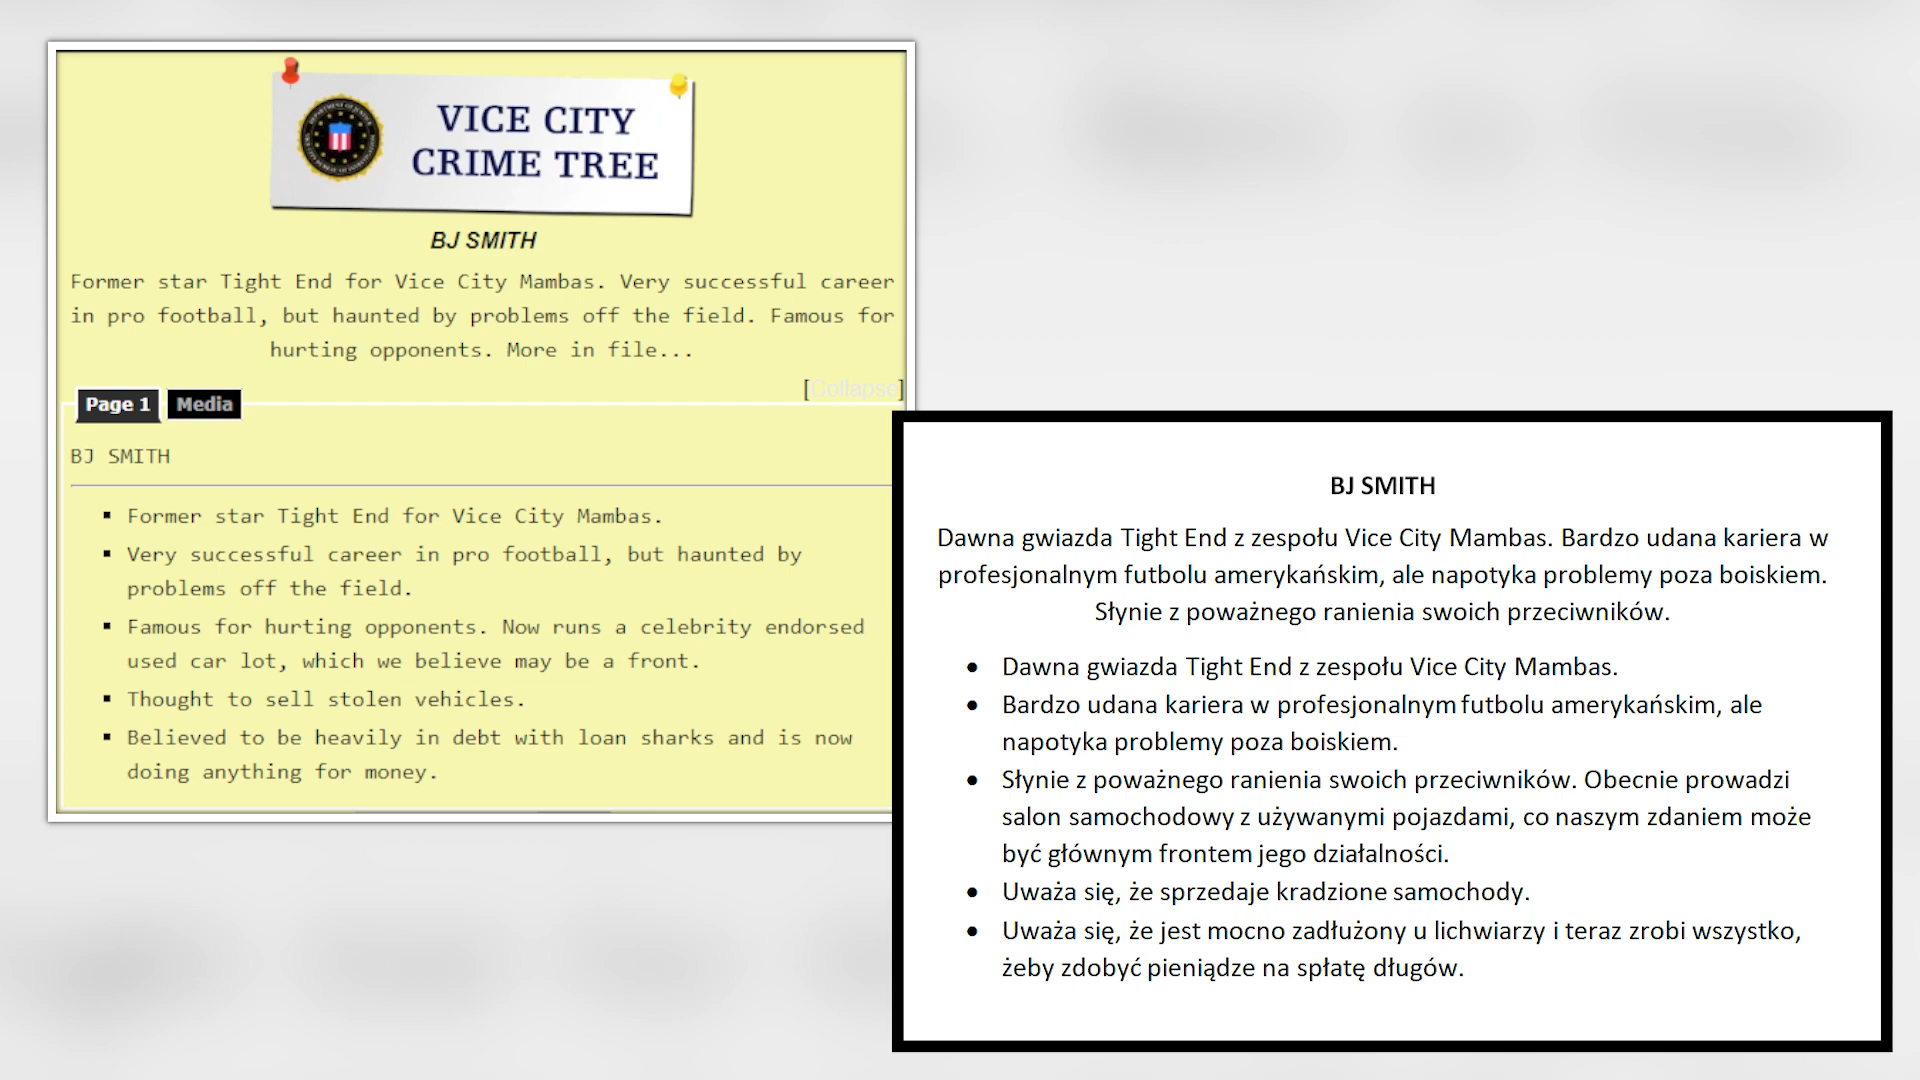 VICE CITY
CRIME TREE
BJ SMITH
Former star Tight End for Vice City Mambas. Very successful career
in pro football, but haunted by problems off the field. Famous for
hurting opponents. More in file...
[Collapse]
Page 1 Media
BJ SMITH
▪ Former star Tight End for Vice City Mambas.
▪ Very successful career in pro football, but haunted by
problems off the field.
▪ Famous for hurting opponents. Now runs a celebrity endorsed
used car lot, which we believe may be a front.
▪ Thought to sell stolen vehicles.
▪ Believed to be heavily in debt with loan sharks and is now
doing anything for money.
BJ SMITH
Dawna gwiazda Tight End z zespołu Vice City Mambas. Bardzo udana kariera w
profesjonalnym futbolu amerykańskim, ale napotyka problemy poza boiskiem.
Słynie z poważnego ranienia swoich przeciwników.
• Dawna gwiazda Tight End z zespołu Vice City Mambas.
• Bardzo udana kariera w profesjonalnym futbolu amerykańskim, ale
napotyka problemy poza boiskiem.
• Słynie z poważnego ranienia swoich przeciwników. Obecnie prowadzi
salon samochodowy z używanymi pojazdami, co naszym zdaniem może
być głównym frontem jego działalności.
• Uważa się, że sprzedaje kradzione samochody.
• Uważa się, że jest mocno zadłużony u lichwiarzy i teraz zrobi wszystko,
żeby zdobyć pieniądze na spłatę długów.